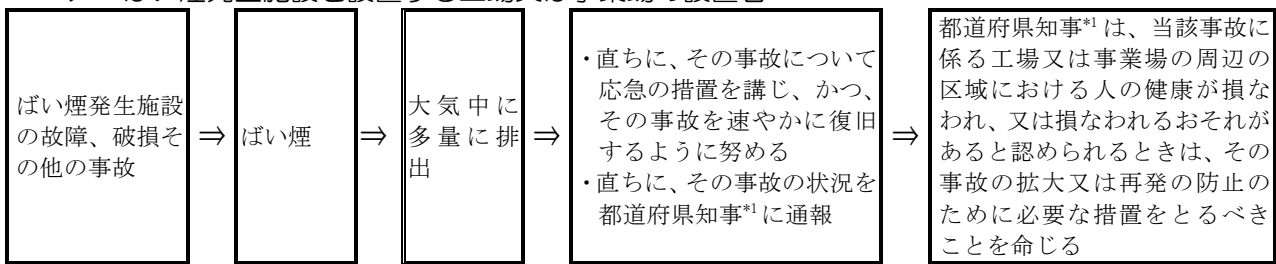 ばい煙発生施設
の故障、破損そ
の他の事故
⇒
ばい煙
⇒
大気中に
多量に排
出
⇒
・直ちに、その事故について
応急の措置を講じ、かつ、
その事故を速やかに復旧
するように努める
・直ちに、その事故の状況を
都道府県知事*1に通報
⇒
都道府県知事*1は、当該事故に
係る工場又は事業場の周辺の
区域における人の健康が損な
われ、又は損なわれるおそれが
あると認められるときは、その
事故の拡大又は再発の防止の
ために必要な措置をとるべき
ことを命じる